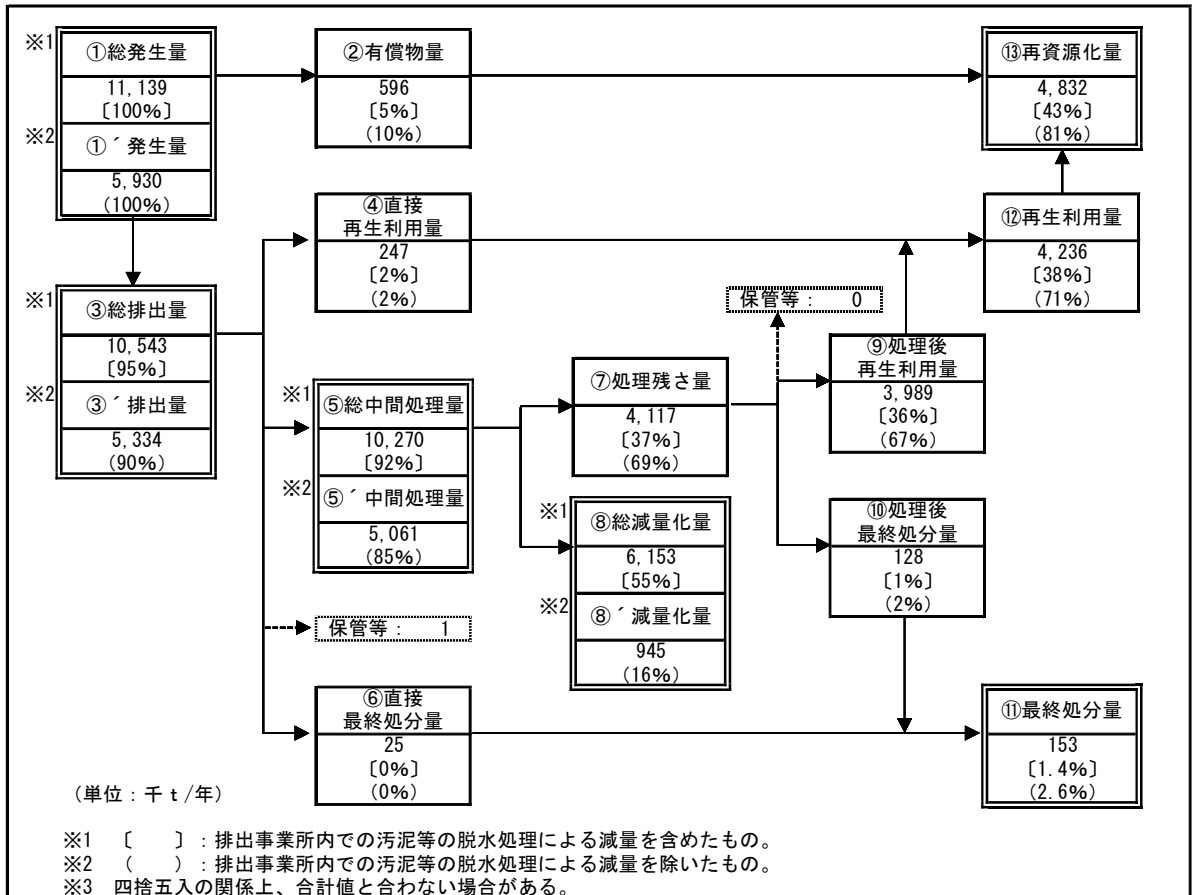 ※1
①総発生量
11,139
〔100%〕
※2
①´発生量
5,930
(100%)
②有償物量
596
〔5%〕
(10%)
⑬再資源化量
4,832
〔43%〕
(81%)
④直接
再生利用量
247
〔2%〕
(2%)
⑫再生利用量
4,236
〔38%〕
(71%)
※1
③総排出量
10,543
〔95%〕
※2
③´排出量
5,334
(90%)
保管等： 0
※1
⑤総中間処理量
10,270
〔92%〕
※2
⑤´中間処理量
5,061
(85%)
⑦処理残さ量
4,117
〔37%〕
(69%)
⑨処理後
再生利用量
3,989
〔36%〕
(67%)
※1
⑧総減量化量
6,153
〔55%〕
※2
⑧´減量化量
945
(16%)
⑩処理後
最終処分量
128
〔1%〕
(2%)
保管等： 1
⑥直接
最終処分量
25
〔0%〕
(0%)
⑪最終処分量
153
〔1.4%〕
(2.6%)
（単位：千ｔ/年）
※1 〔 〕：排出事業所内での汚泥等の脱水処理による減量を含めたもの。
※2 （ ）：排出事業所内での汚泥等の脱水処理による減量を除いたもの。
※3 四捨五入の関係上、合計値と合わない場合がある。